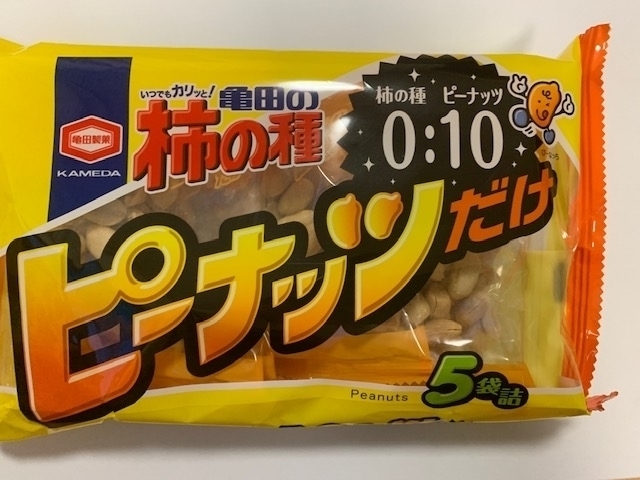 いつでもカリッと!
亀田の
柿の種
亀田製菓
KAMEDA
柿の種 ピーナッツ
0:10
ピーナッツだけ
Peanuts
5袋詰